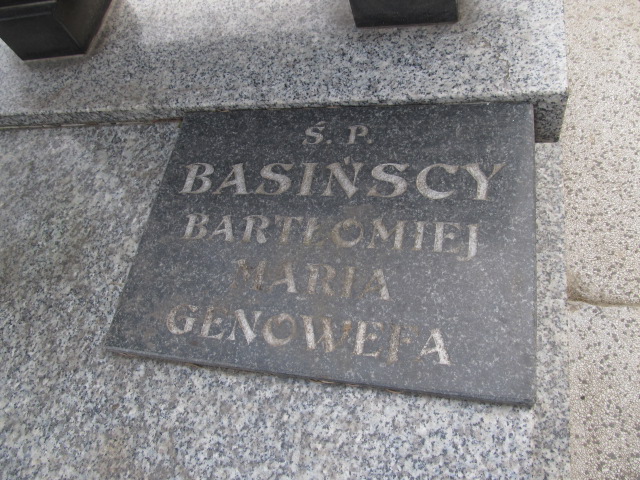 Ś. P.
BASIŃSCY
BARTŁOMIEJ
MARIA
GENOWEFA